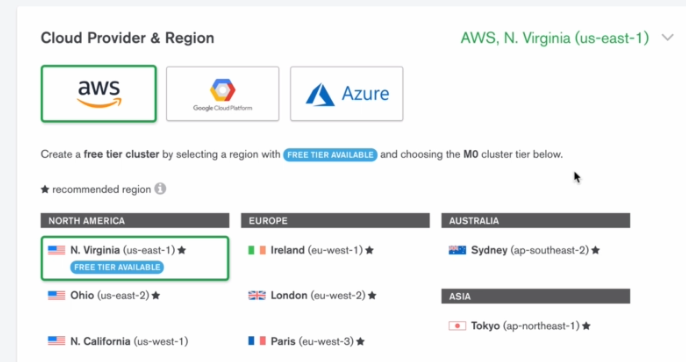 Cloud Provider & Region
AWS, N. Virginia (us-east-1)
aws
Google Cloud Platform
Azure
Create a free tier cluster by selecting a region with FREE TIER AVAILABLE and choosing the M0 cluster tier below.
★ recommended region i
NORTH AMERICA
N. Virginia (us-east-1) ★
FREE TIER AVAILABLE
Ohio (us-east-2) ★
N. California (us-west-1)
EUROPE
Ireland (eu-west-1) ★
London (eu-west-2) ★
Paris (eu-west-3) ★
AUSTRALIA
Sydney (ap-southeast-2) ★
ASIA
Tokyo (ap-northeast-1) ★